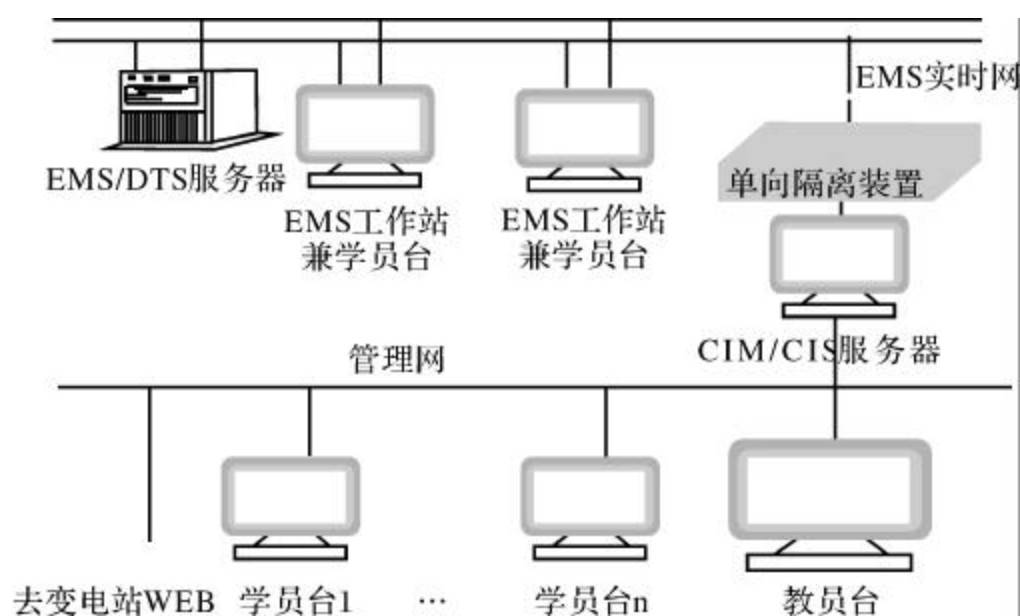 EMS实时网
EMS/DTS服务器
单向隔离装置
EMS工作站
兼学员台
EMS工作站
兼学员台
CIM/CIS服务器
管理网
去变电站WEB
学员台1
…
学员台n
教员台